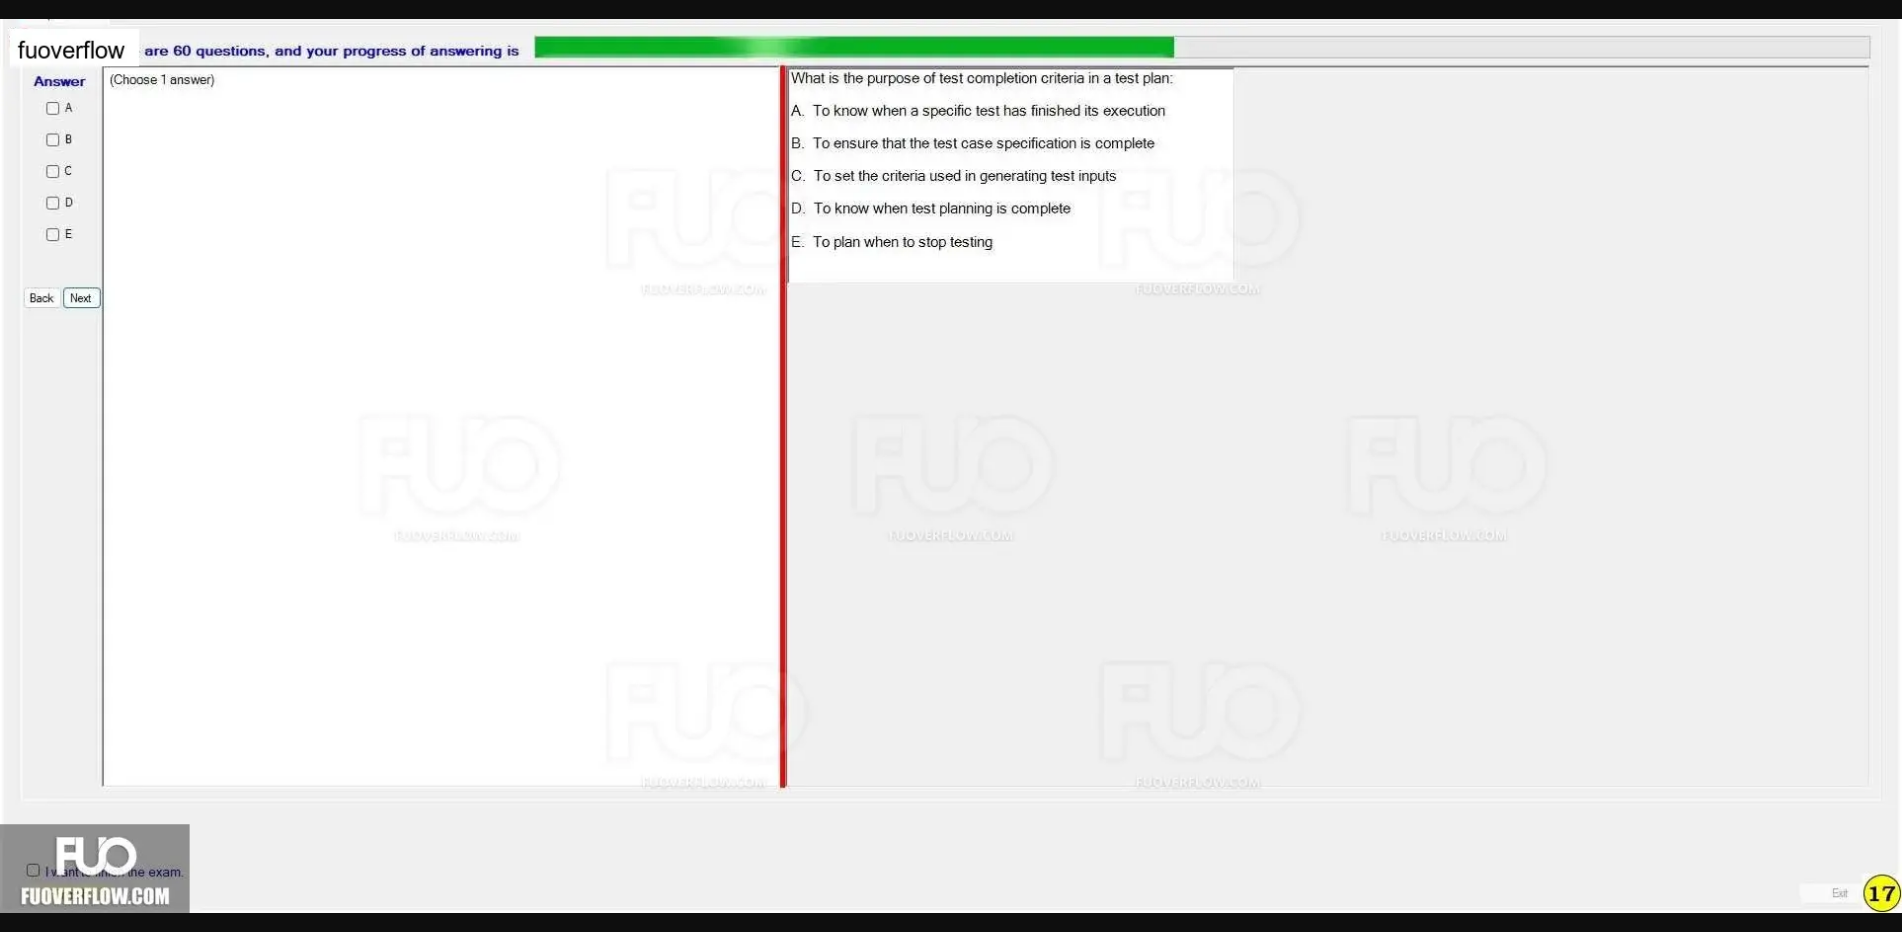 fuoverflow are 60 questions, and your progress of answering is
Answer
(Choose 1 answer)
A
B
C
D
E
Back Next
What is the purpose of test completion criteria in a test plan:
A. To know when a specific test has finished its execution
B. To ensure that the test case specification is complete
C. To set the criteria used in generating test inputs
D. To know when test planning is complete
E. To plan when to stop testing
FUO
FUOVERFLOW.COM
FUO
FUOVERFLOW.COM
FUO
FUOVERFLOW.COM
FUO
FUOVERFLOW.COM
FUO
FUOVERFLOW.COM
FUO
FUOVERFLOW.COM
FUO
FUOVERFLOW.COM
FUO
I want the exam.
FUOVERFLOW.COM
Exit
17